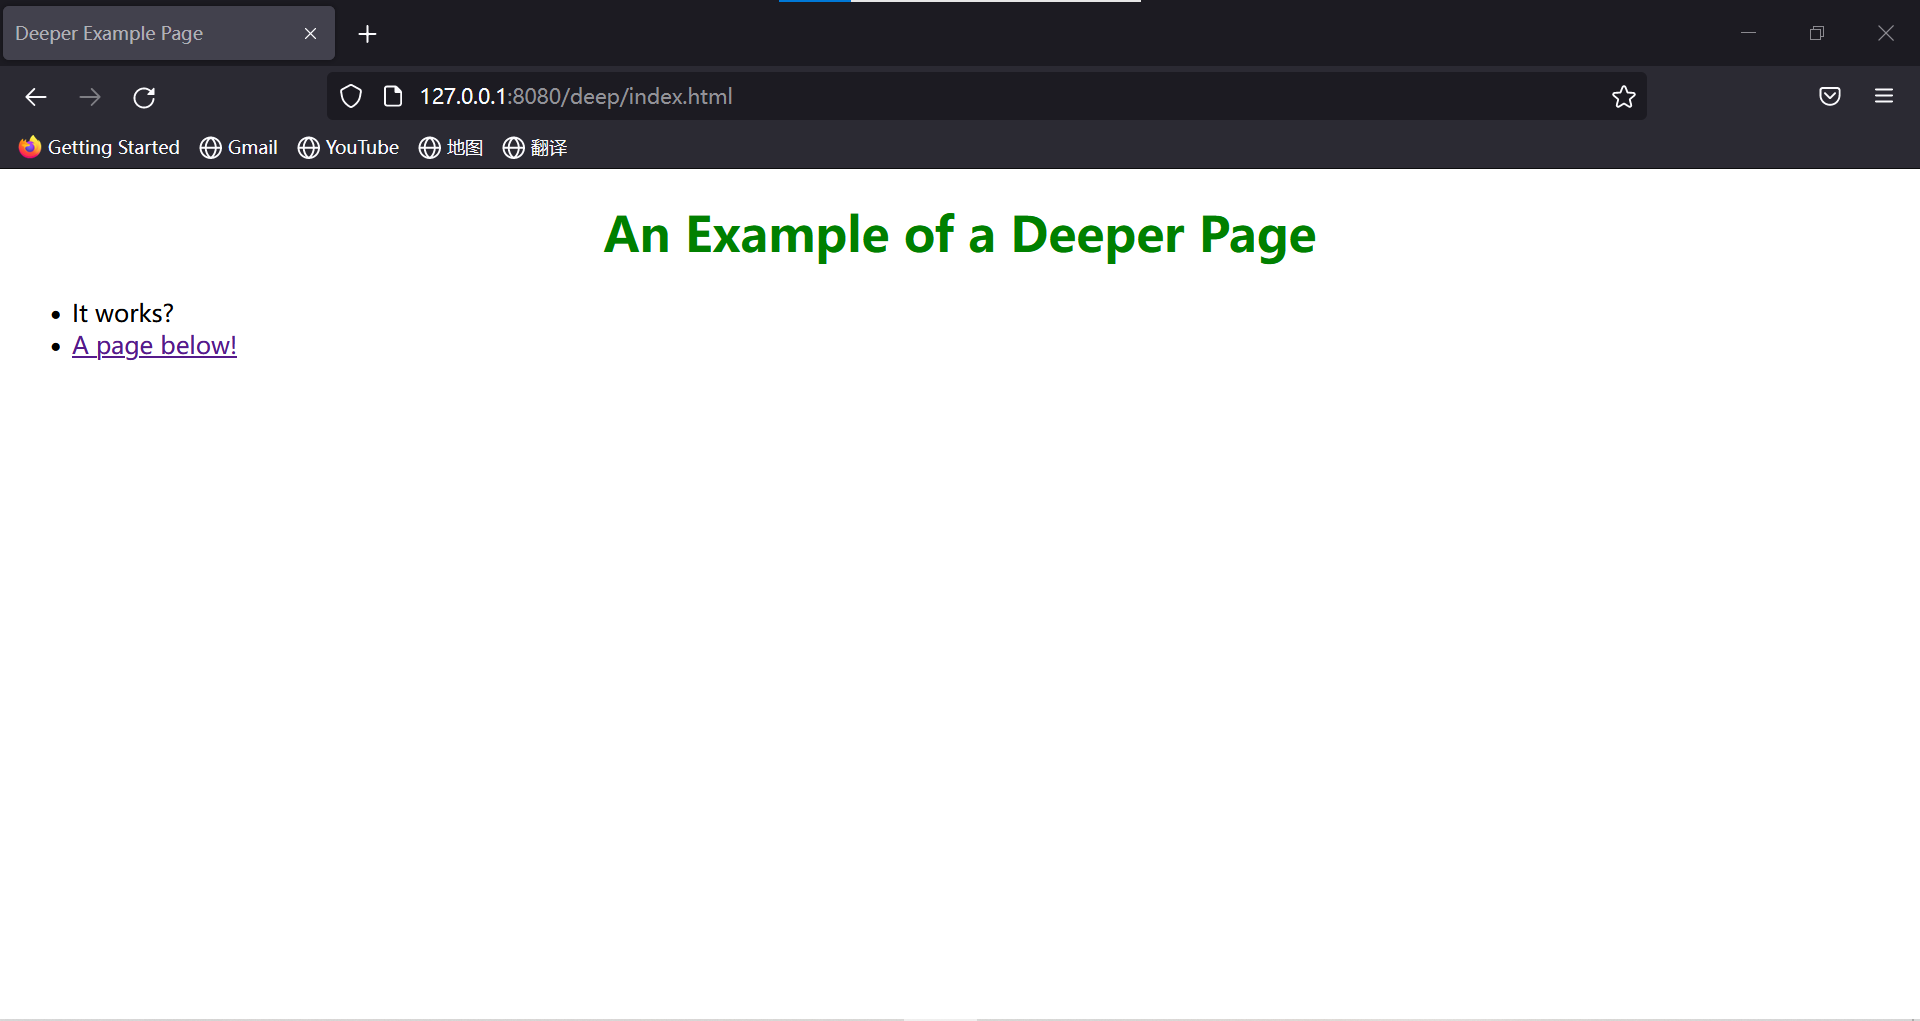 Deeper Example Page
127.0.0.1:8080/deep/index.html
Getting Started Gmail YouTube 地图 翻译
An Example of a Deeper Page
It works?
A page below!